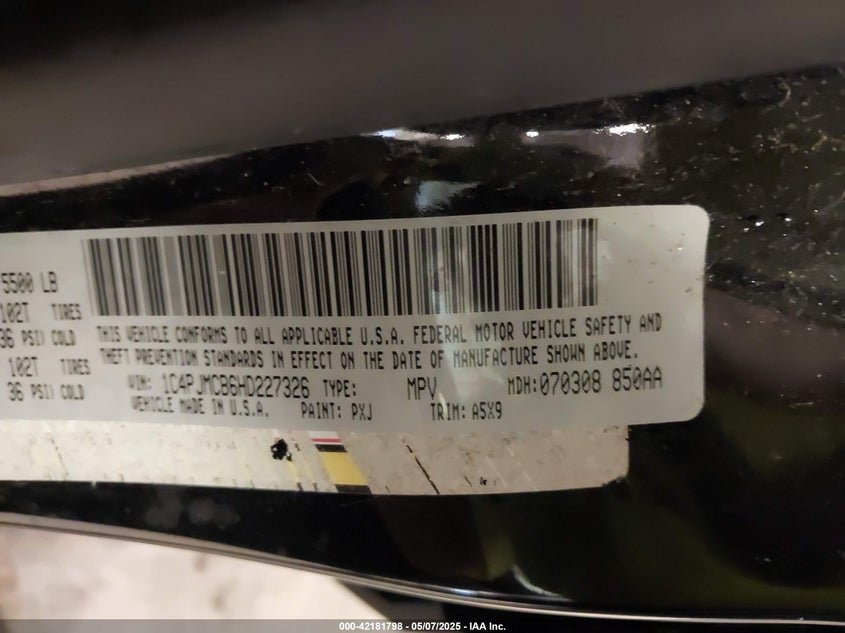 5500 LB
102T TIRES
36 PSI) COLD
102T TIRES
36 PSI) COLD
THIS VEHICLE CONFORMS TO ALL APPLICABLE U.S.A. FEDERAL MOTOR VEHICLE SAFETY AND
THEFT PREVENTION STANDARDS IN EFFECT ON THE DATE OF MANUFACTURE SHOWN ABOVE.
VIN: 1C4PJMCB6HD227326 TYPE: MPV MDH:070308 850AA
VEHICLE MADE IN U.S.A. PAINT: PXJ TRIM: A5X9
000-42181798 - 05/07/2025 - IAA Inc.